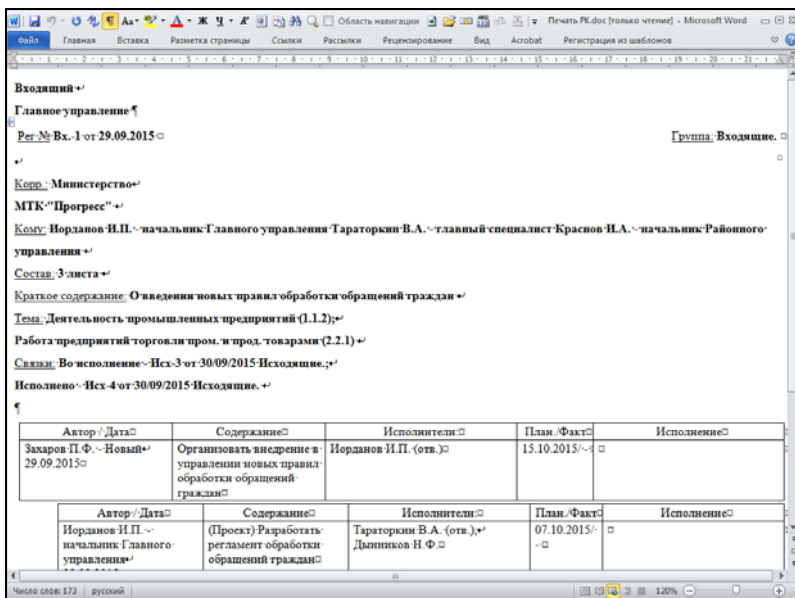 Печать РК.doc [только чтение] - Microsoft Word
Файл Главная Вставка Разметка страницы Ссылки Рассылки Рецензирование Вид Acrobat Регистрация из шаблонов
Область навигации
Входящий
Главное управление
Рег № Вх.-1 от 29.09.2015 Группа: Входящие.
Корр.: Министерство
МТК "Прогресс"
Кому: Иорданов И.П. - начальник Главного управления Тараторкин В.А. - главный специалист Краснов И.А. - начальник Районного
управления
Состав: 3 листа
Краткое содержание: О введении новых правил обработки обращений граждан
Тема: Деятельность промышленных предприятий (1.1.2);
Работа предприятий торговли пром. и прод. товарами (2.2.1)
Связки: Во исполнение - Исх-3 от 30/09/2015 Исходящие.;
Исполнено - Исх-4 от 30/09/2015 Исходящие.
Автор / Дата Содержание Исполнители: План./Факт Исполнение
Захаров П.Ф. - Новый Организовать внедрение в Иорданов И.П. (отв.) 15.10.2015/ -
29.09.2015 управлении новых правил
обработки обращений
граждан
Автор / Дата Содержание Исполнители: План./Факт Исполнение
Иорданов И.П. - (Проект) Разработать Тараторкин В.А. (отв.); 07.10.2015/
начальник Главного регламент обработки Дынников Н.Ф. -
управления обращений граждан
Число слов: 173 русский 120%